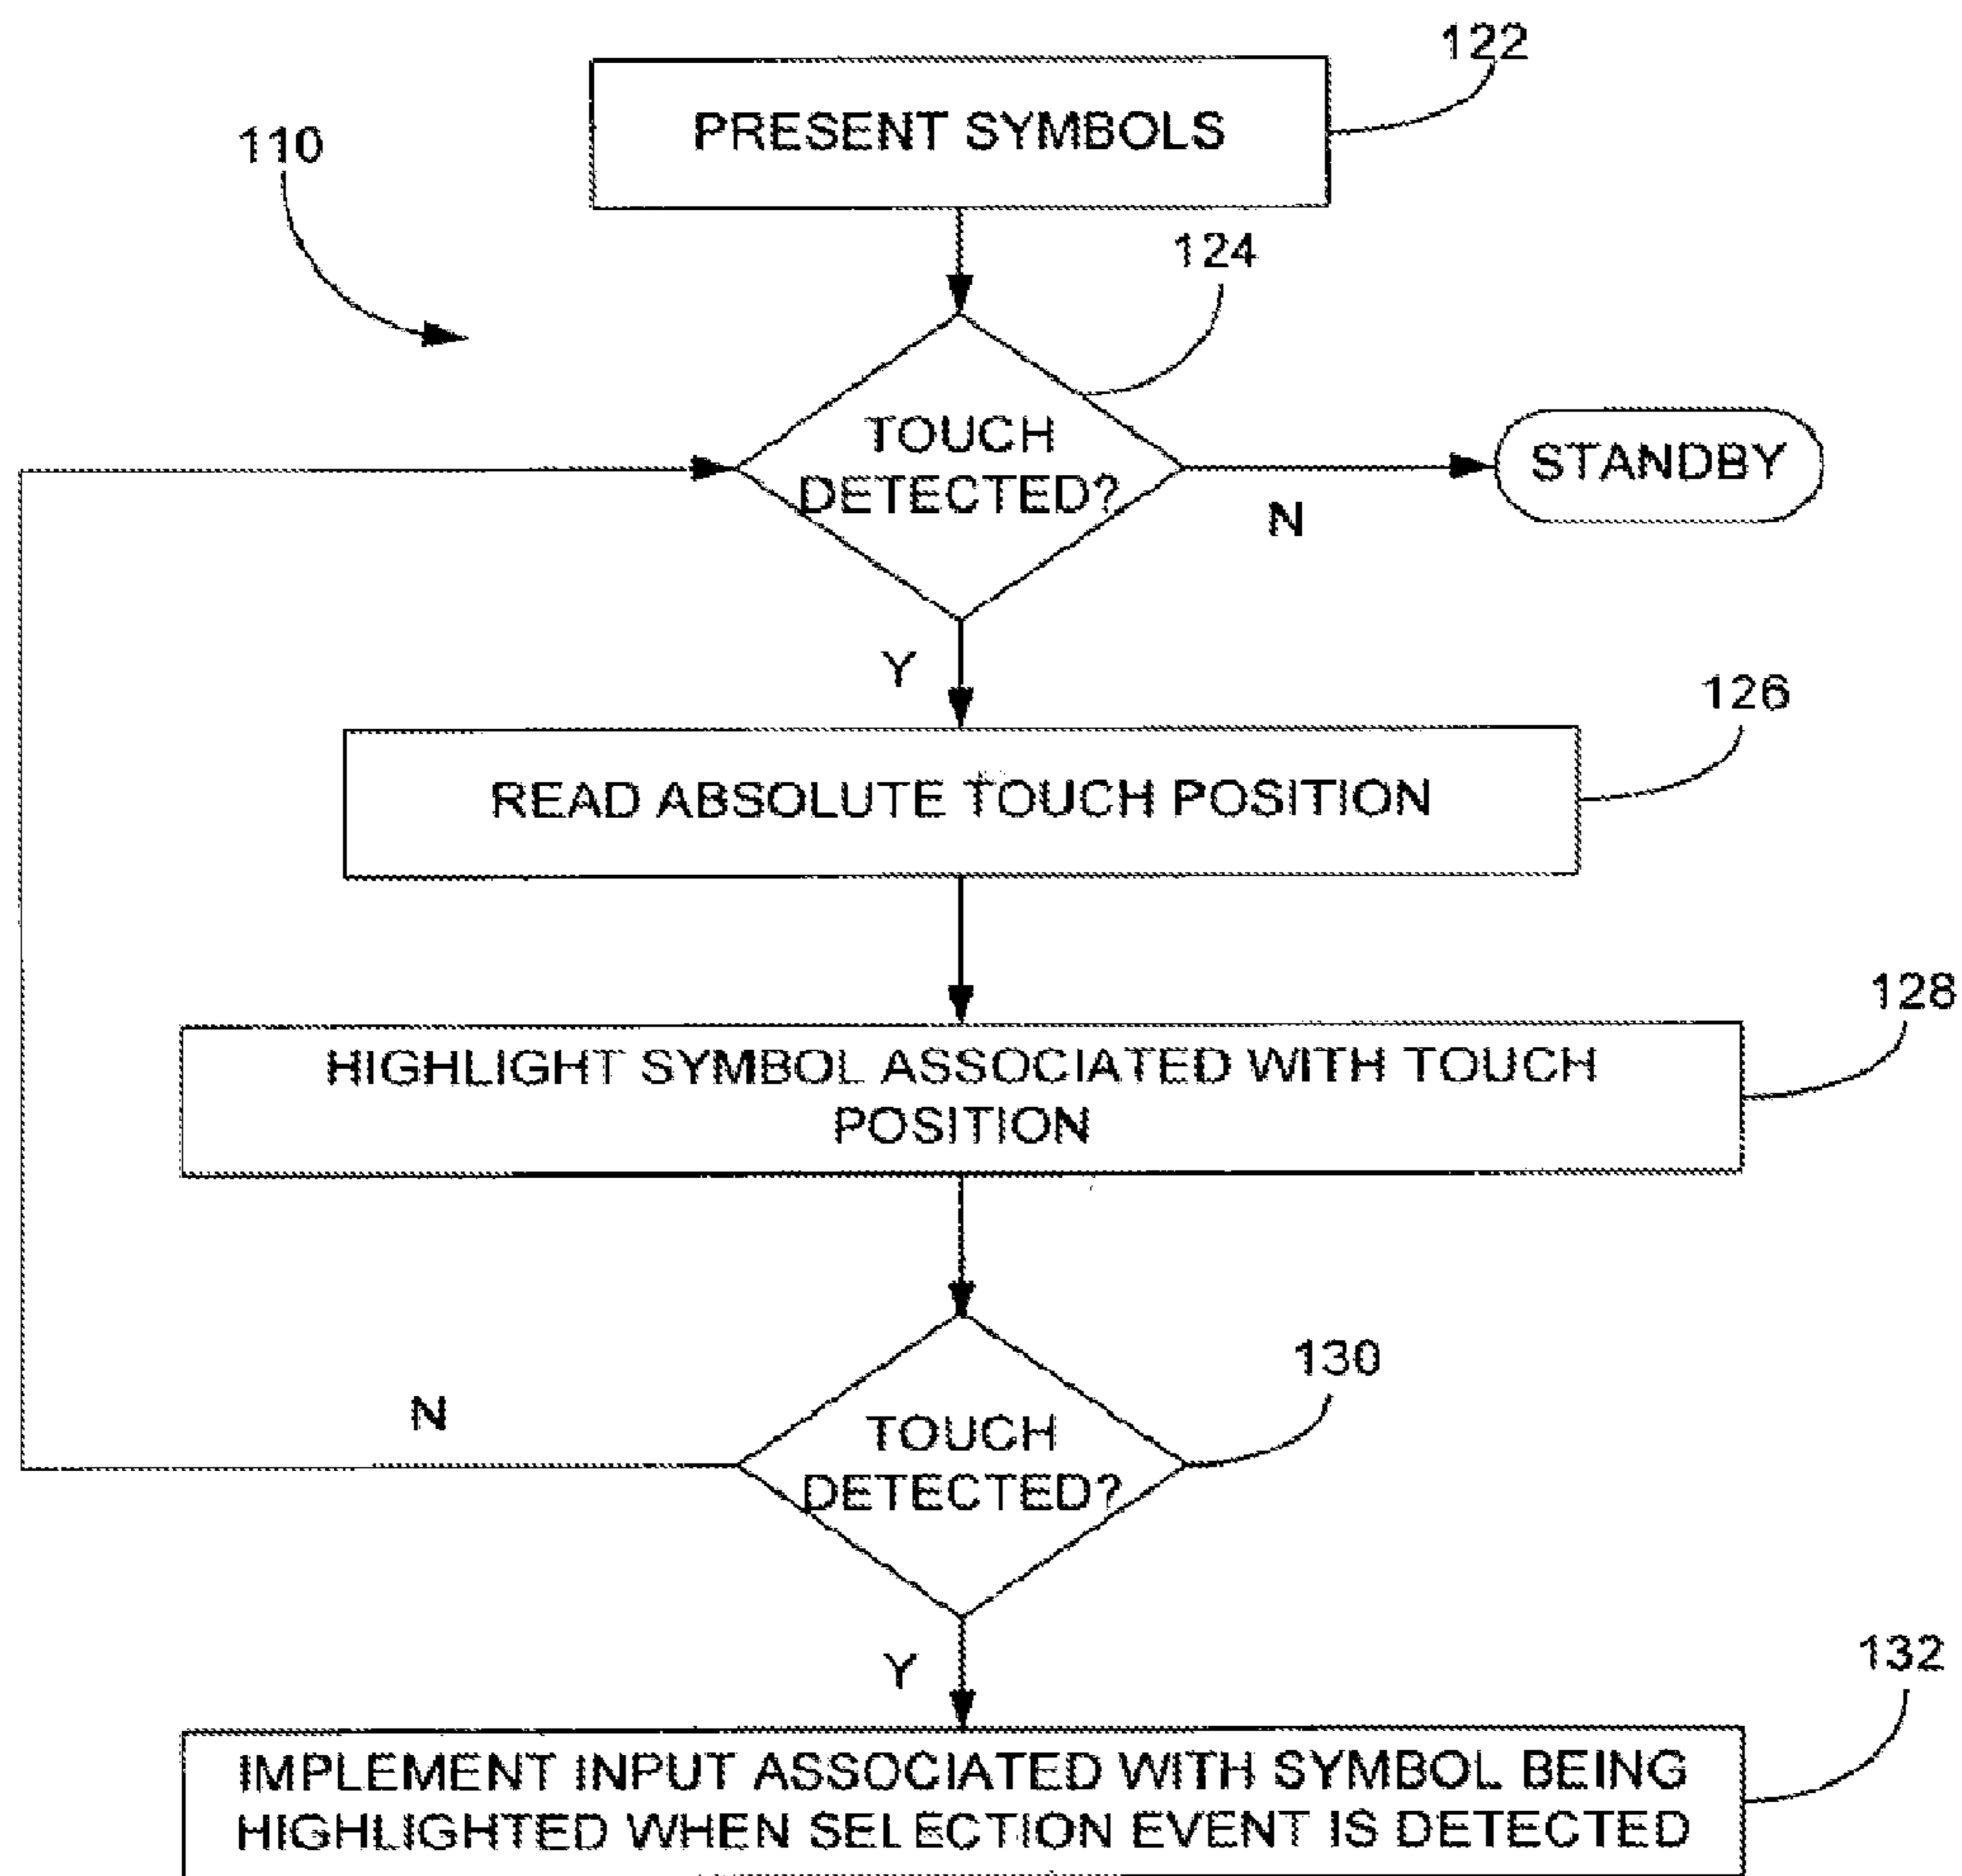 122
PRESENT SYMBOLS
110
124
TOUCH
DETECTED?
STANDBY
N
Y
126
READ ABSOLUTE TOUCH POSITION
128
HIGHLIGHT SYMBOL ASSOCIATED WITH TOUCH
POSITION
130
N
TOUCH
DETECTED?
Y
132
IMPLEMENT INPUT ASSOCIATED WITH SYMBOL BEING
HIGHLIGHTED WHEN SELECTION EVENT IS DETECTED